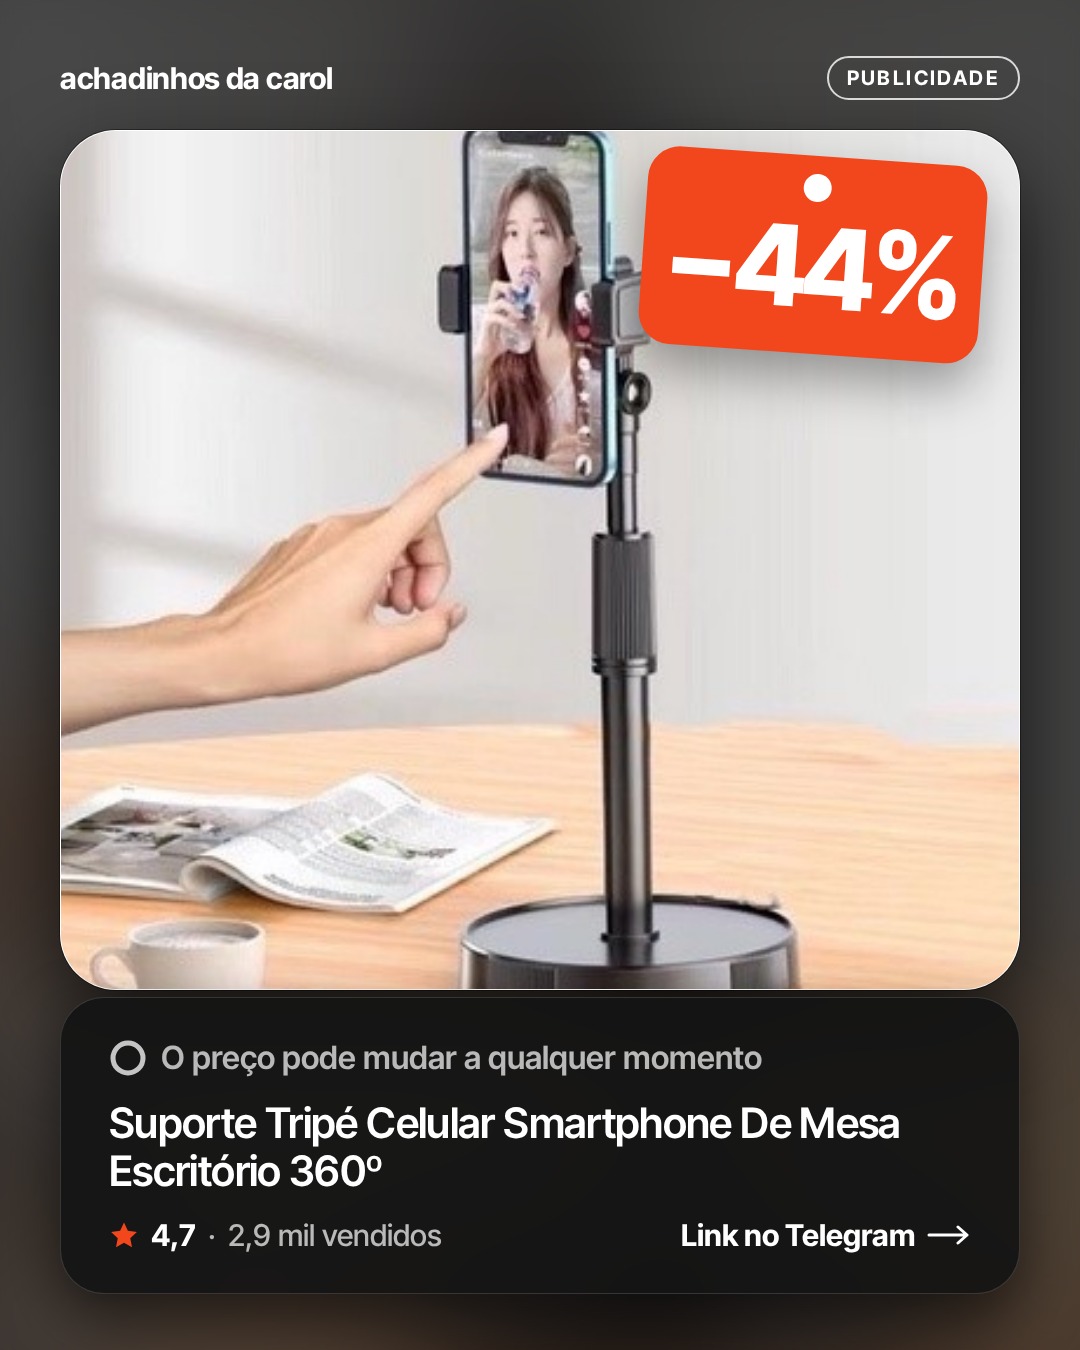 achadinhos da carol
PUBLICIDADE
–44%
O preço pode mudar a qualquer momento
Suporte Tripé Celular Smartphone De Mesa
Escritório 360º
4,7 · 2,9 mil vendidos
Link no Telegram →